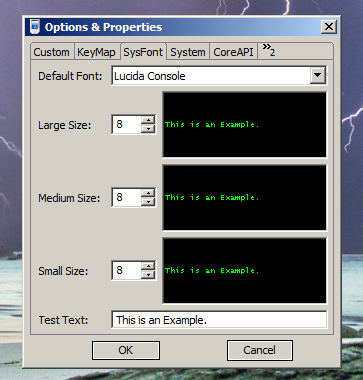 Options & Properties
Custom KeyMap SysFont System CoreAPI »2
Default Font: Lucida Console
Large Size: 8 This is an Example.
Medium Size: 8 This is an Example.
Small Size: 8 This is an Example.
Test Text: This is an Example.
OK Cancel